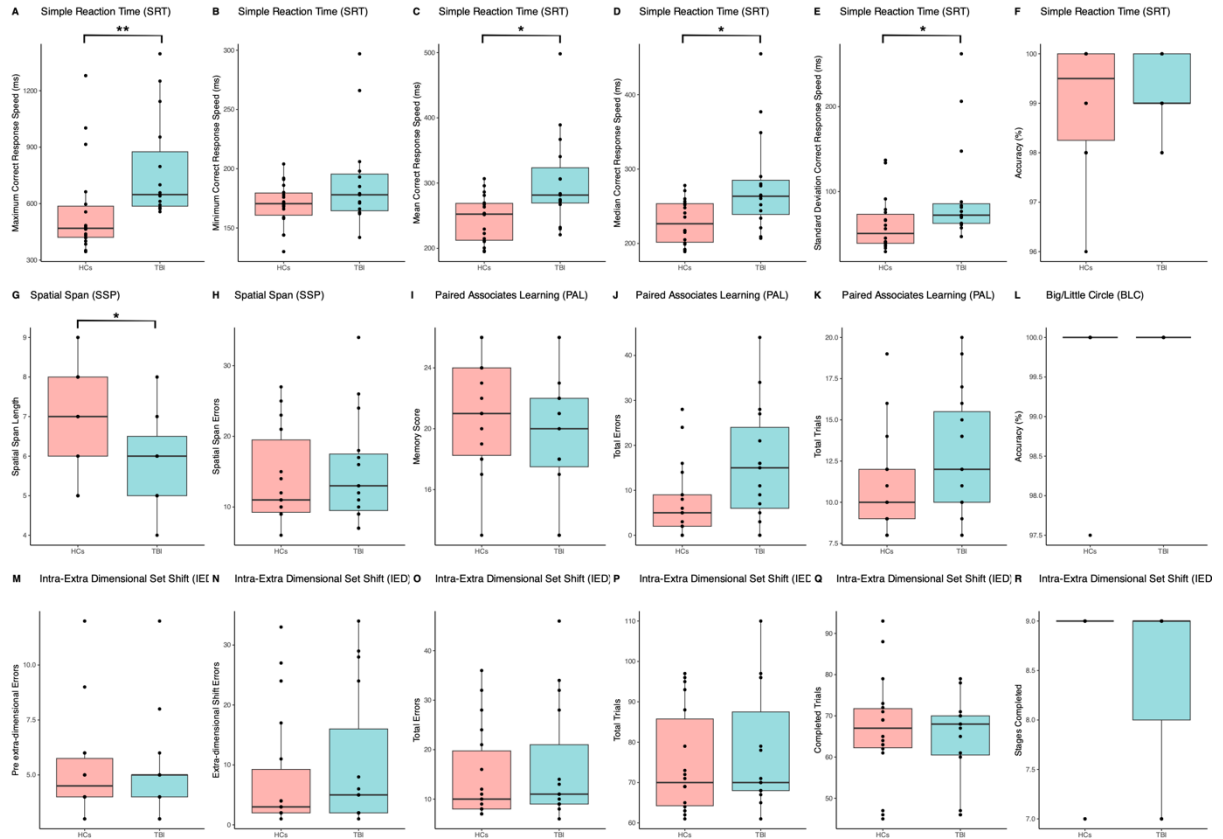 A Simple Reaction Time (SRT)
**
Maximum Correct Response Speed (ms)
1200
900
600
300
HCs TBI
B Simple Reaction Time (SRT)
Minimum Correct Response Speed (ms)
300
250
200
150
HCs TBI
C Simple Reaction Time (SRT)
*
Mean Correct Response Speed (ms)
500
400
300
200
HCs TBI
D Simple Reaction Time (SRT)
*
Median Correct Response Speed (ms)
400
300
200
HCs TBI
E Simple Reaction Time (SRT)
*
Standard Deviation Correct Response Speed (ms)
200
100
HCs TBI
F Simple Reaction Time (SRT)
Accuracy (%)
100
99
98
97
96
HCs TBI
G Spatial Span (SSP)
*
Spatial Span Length
9
8
7
6
5
4
HCs TBI
H Spatial Span (SSP)
Spatial Span Errors
30
20
10
HCs TBI
I Paired Associates Learning (PAL)
Memory Score
24
20
16
HCs TBI
J Paired Associates Learning (PAL)
Total Errors
40
30
20
10
0
HCs TBI
K Paired Associates Learning (PAL)
Total Trials
20.0
17.5
15.0
12.5
10.0
7.5
HCs TBI
L Big/Little Circle (BLC)
Accuracy (%)
100.0
99.5
99.0
98.5
98.0
97.5
HCs TBI
M Intra-Extra Dimensional Set Shift (IED
Pre extra-dimensional Errors
10.0
7.5
5.0
HCs TBI
N Intra-Extra Dimensional Set Shift (IED)
Extra-dimensional Shift Errors
30
20
10
0
HCs TBI
O Intra-Extra Dimensional Set Shift (IED)
Total Errors
40
30
20
10
HCs TBI
P Intra-Extra Dimensional Set Shift (IED)
Total Trials
110
100
90
80
70
60
HCs TBI
Q Intra-Extra Dimensional Set Shift (IED)
Completed Trials
90
80
70
60
50
HCs TBI
R Intra-Extra Dimensional Set Shift (IED
Stages Completed
9.0
8.5
8.0
7.5
7.0
HCs TBI